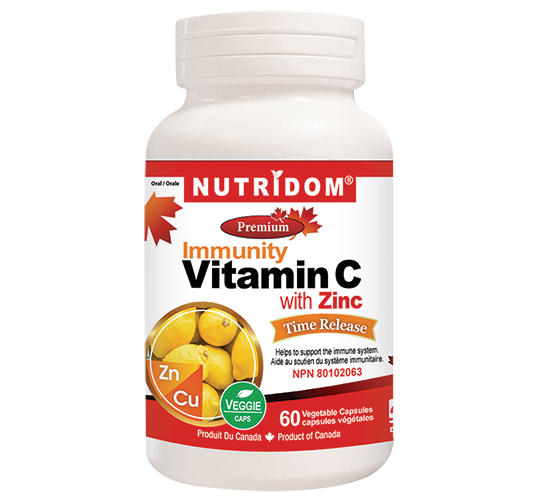 Oral / Orale
NUTRIDOM®
Premium
Immunity
Vitamin C
with Zinc
Time Release
Helps to support the immune system.
Aide au soutien du système immunitaire.
NPN 80102063
Zn
Cu
VEGGIE
CAPS
60 Vegetable Capsules
capsules végétales
Produit Du Canada Product of Canada